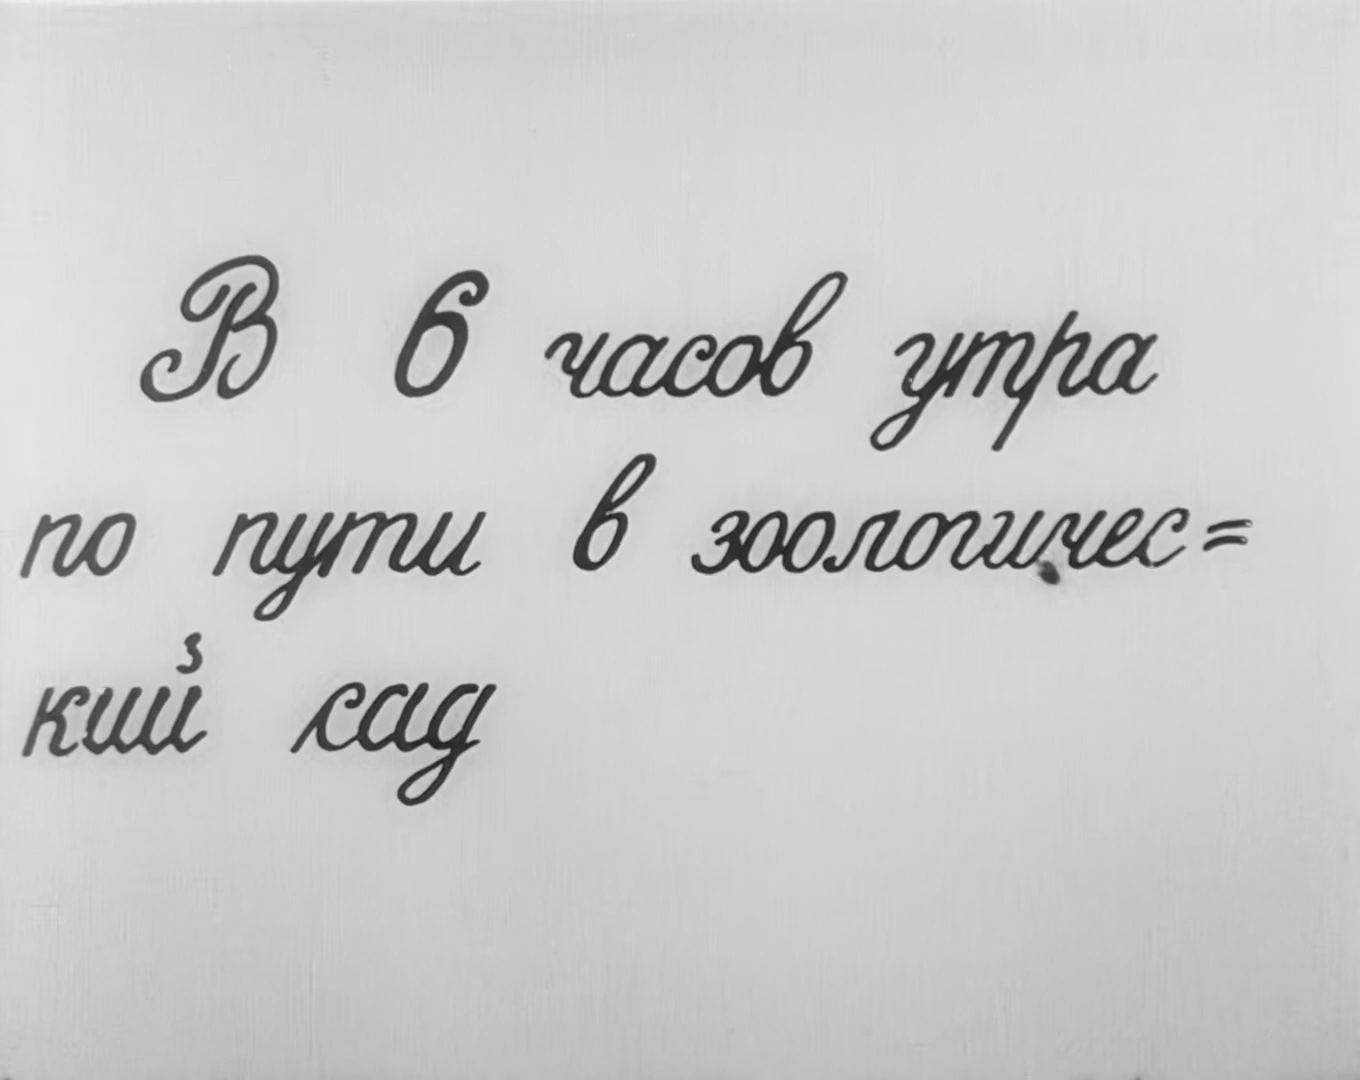 В 6 часов утра
по пути в зоологичес=
кий сад